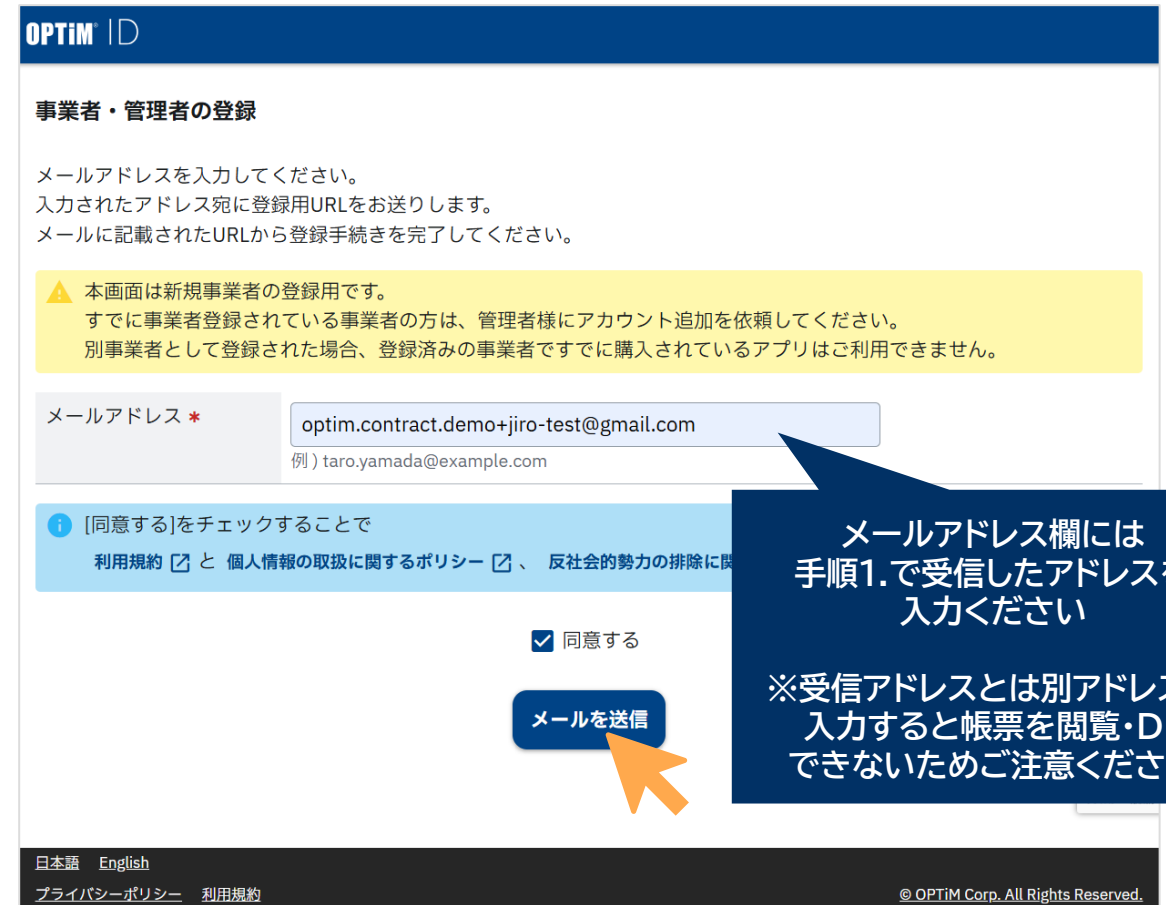 OPTiM ID
事業者・管理者の登録
メールアドレスを入力してください。
入力されたアドレス宛に登録用URLをお送りします。
メールに記載されたURLから登録手続きを完了してください。
本画面は新規事業者の登録用です。
すでに事業者登録されている事業者の方は、管理者様にアカウント追加を依頼してください。
別事業者として登録された場合、登録済みの事業者ですでに購入されているアプリはご利用できません。
メールアドレス *
optim.contract.demo+jiro-test@gmail.com
例 ) taro.yamada@example.com
[同意する]をチェックすることで
利用規約 と 個人情報の取扱に関するポリシー 、 反社会的勢力の排除に関
メールアドレス欄には
手順1.で受信したアドレスを
入力ください
※受信アドレスとは別アドレス
入力すると帳票を閲覧・D
できないためご注意くださ
同意する
メールを送信
日本語 English
プライバシーポリシー 利用規約
© OPTiM Corp. All Rights Reserved.